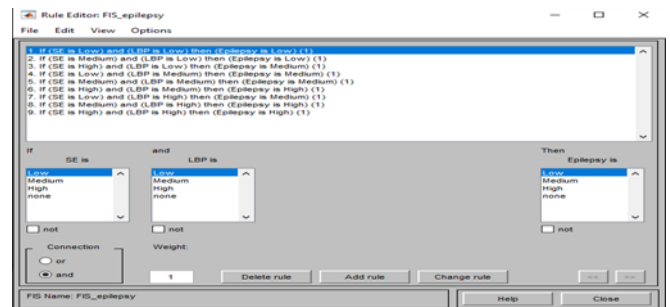 Rule Editor: FIS_epilepsy
File Edit View Options
1. If (SE is Low) and (LBP is Low) then (Epilepsy is Low) (1)
2. If (SE is Medium) and (LBP is Low) then (Epilepsy is Low) (1)
3. If (SE is High) and (LBP is Low) then (Epilepsy is Medium) (1)
4. If (SE is Low) and (LBP is Medium) then (Epilepsy is Medium) (1)
5. If (SE is Medium) and (LBP is Medium) then (Epilepsy is Medium) (1)
6. If (SE is High) and (LBP is Medium) then (Epilepsy is High) (1)
7. If (SE is Low) and (LBP is High) then (Epilepsy is Medium) (1)
8. If (SE is Medium) and (LBP is High) then (Epilepsy is High) (1)
9. If (SE is High) and (LBP is High) then (Epilepsy is High) (1)
If and Then
SE is LBP is Epilepsy is
Low Low Low
Medium Medium Medium
High High High
none none none
not not not
Connection Weight:
or
and 1 Delete rule Add rule Change rule << >>
FIS Name: FIS_epilepsy Help Close